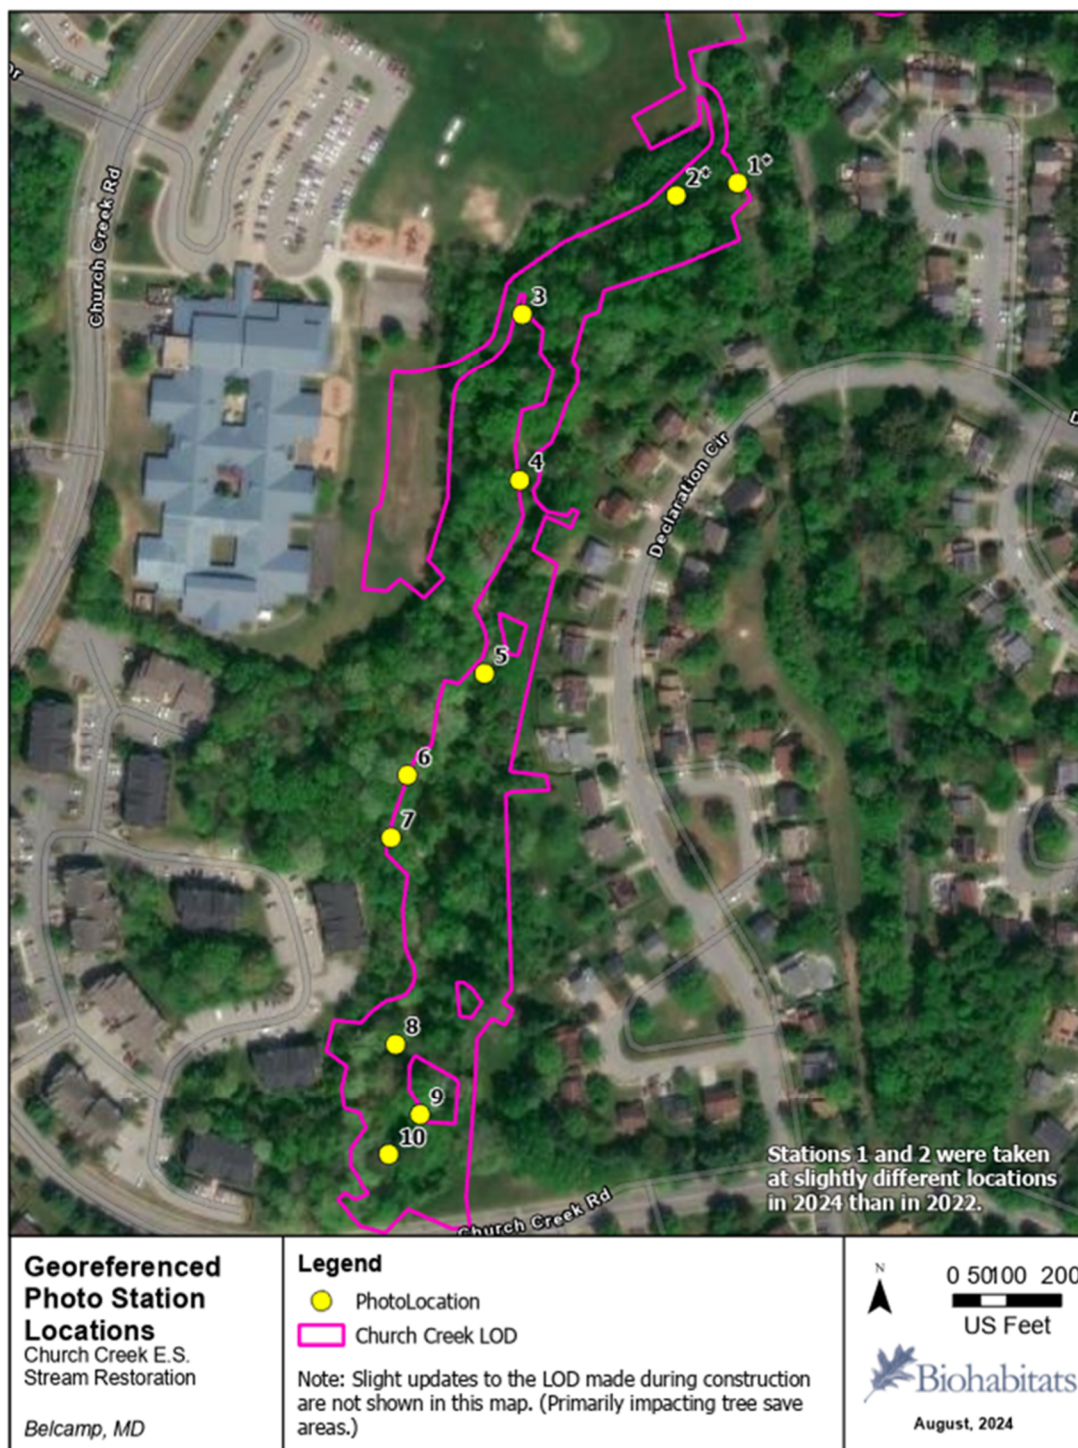 Dr
1*
2*
Church Creek Rd
3
4
Declaration Cir
D
5
6
7
8
9
10
Stations 1 and 2 were taken
at slightly different locations
in 2024 than in 2022.
Church Creek Rd
Georeferenced
Photo Station
Locations
Church Creek E.S.
Stream Restoration
Belcamp, MD
Legend
PhotoLocation
Church Creek LOD
Note: Slight updates to the LOD made during construction
are not shown in this map. (Primarily impacting tree save
areas.)
N
0 50100 200
US Feet
Biohabitats
August, 2024